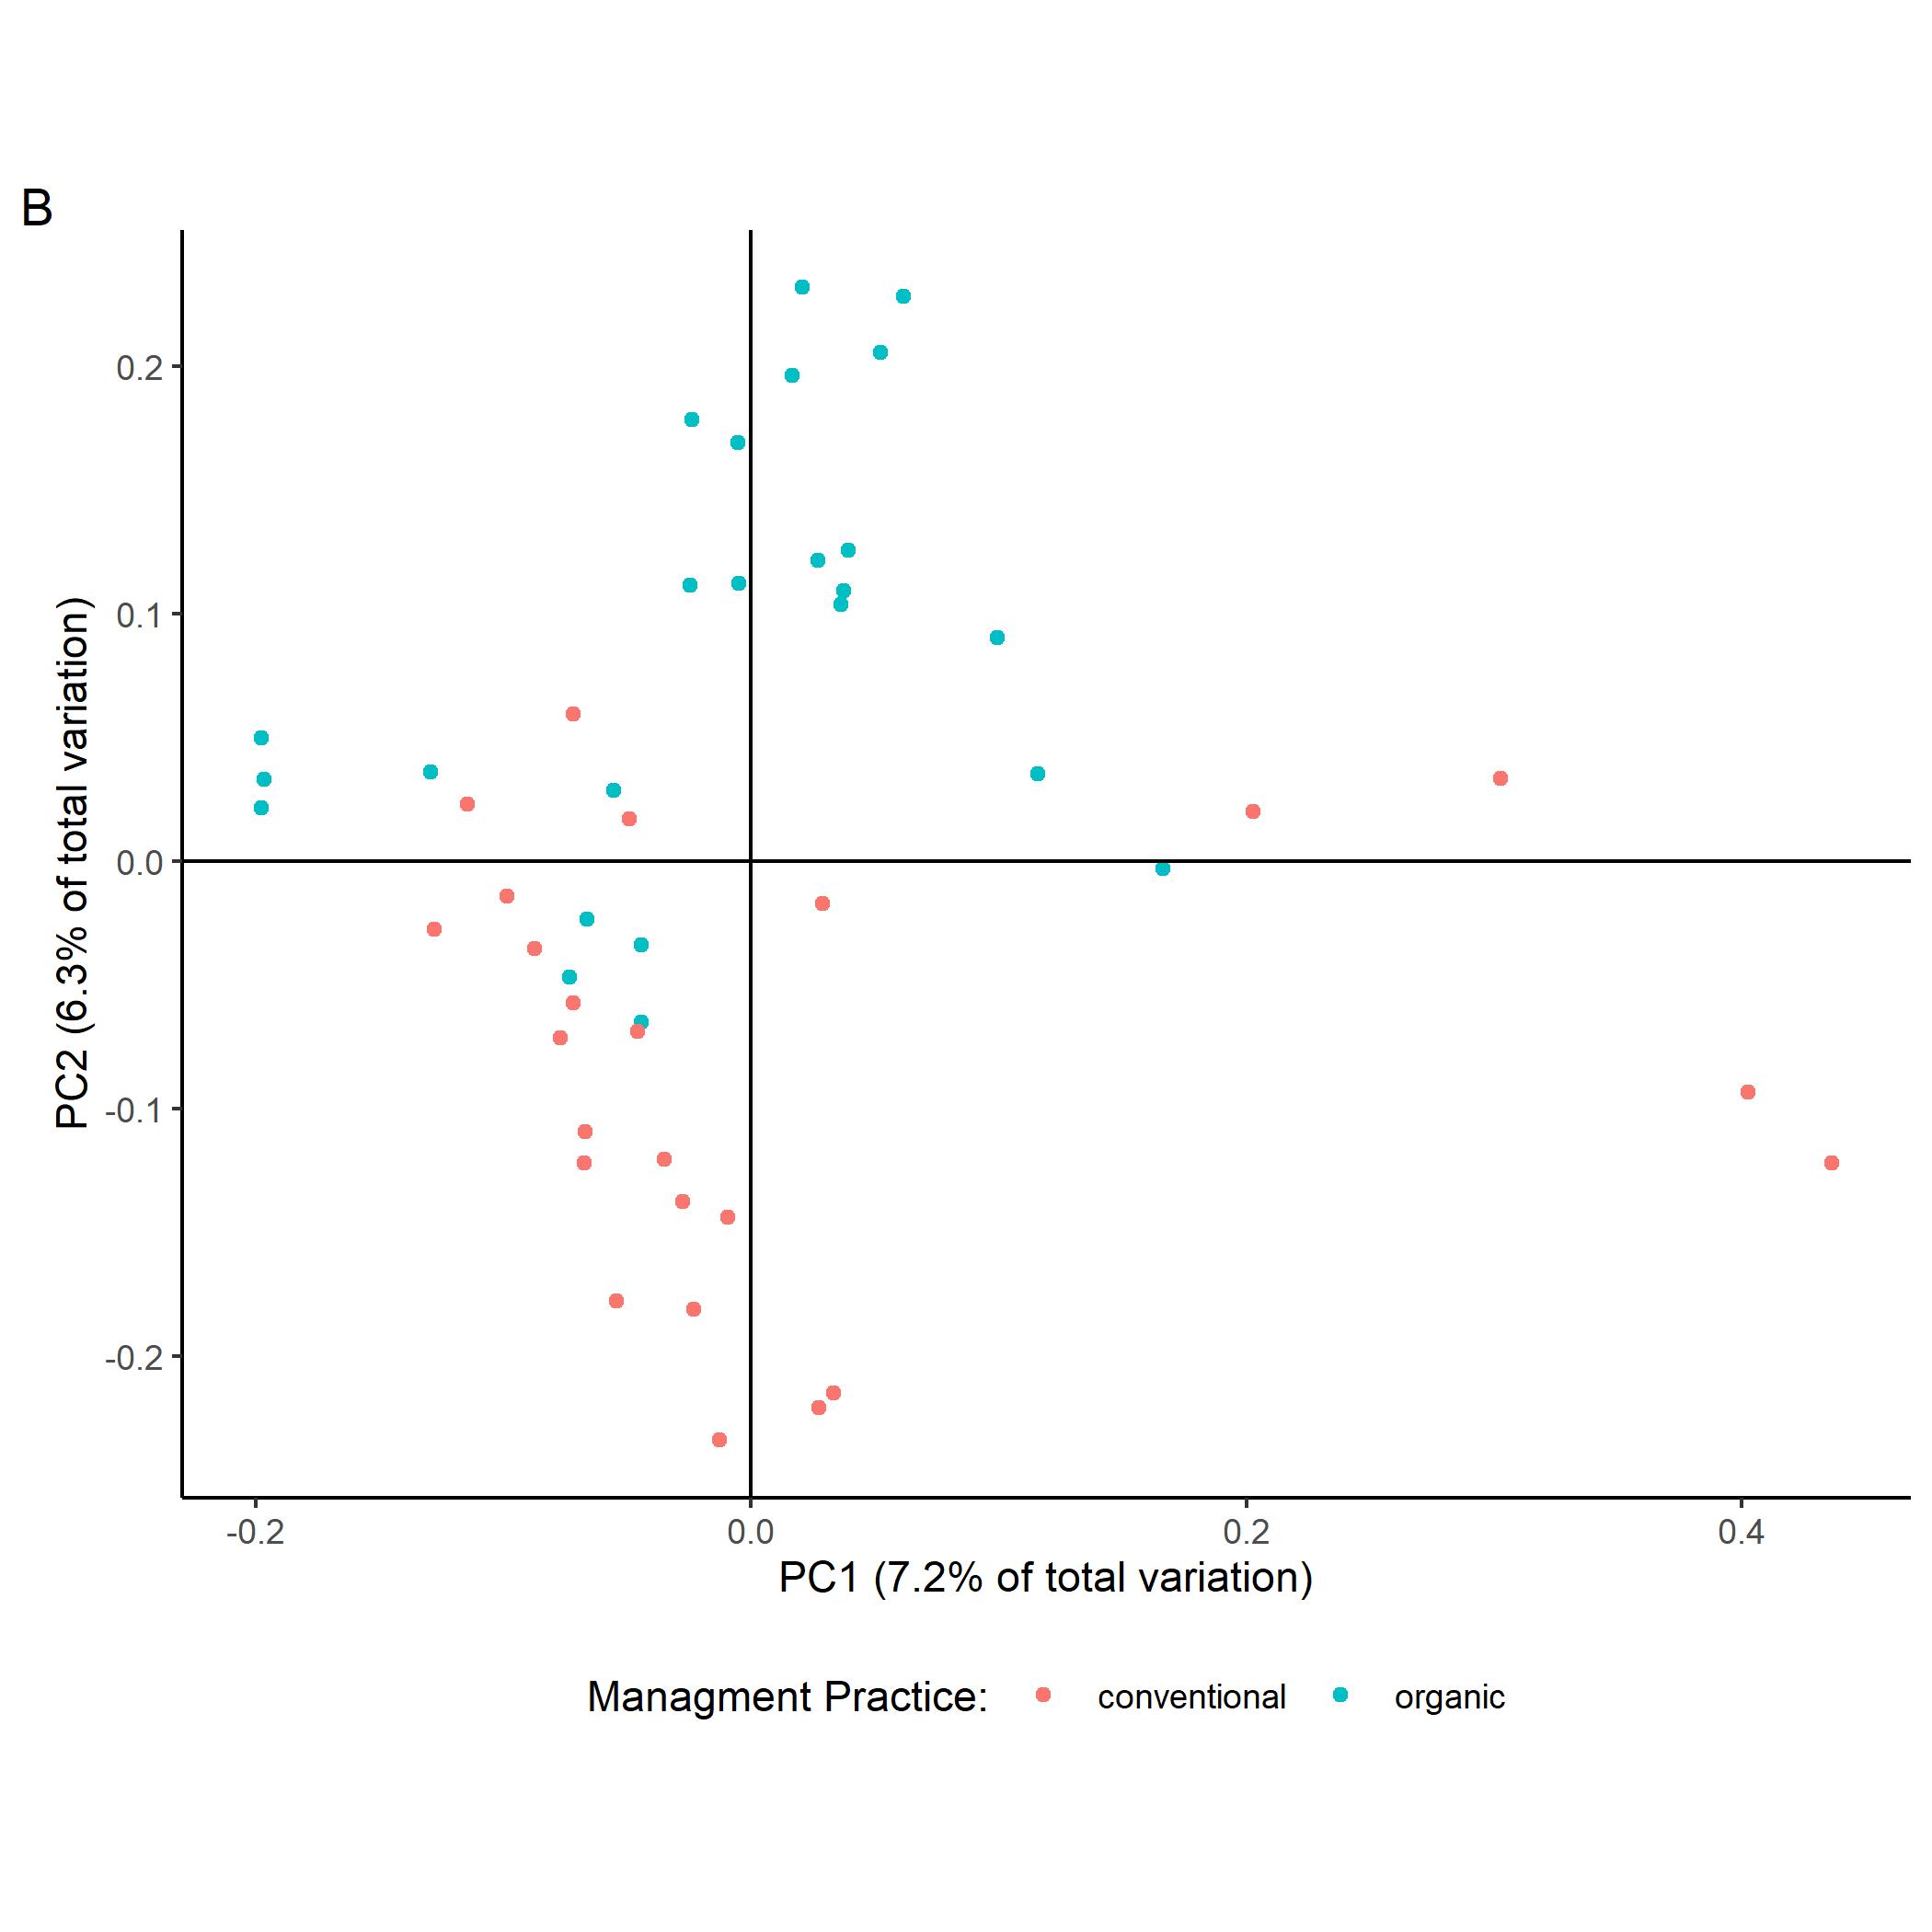 B
0.2
0.1
0.0
-0.1
-0.2
PC2 (6.3% of total variation)
-0.2 0.0 0.2 0.4
PC1 (7.2% of total variation)
Managment Practice: conventional organic